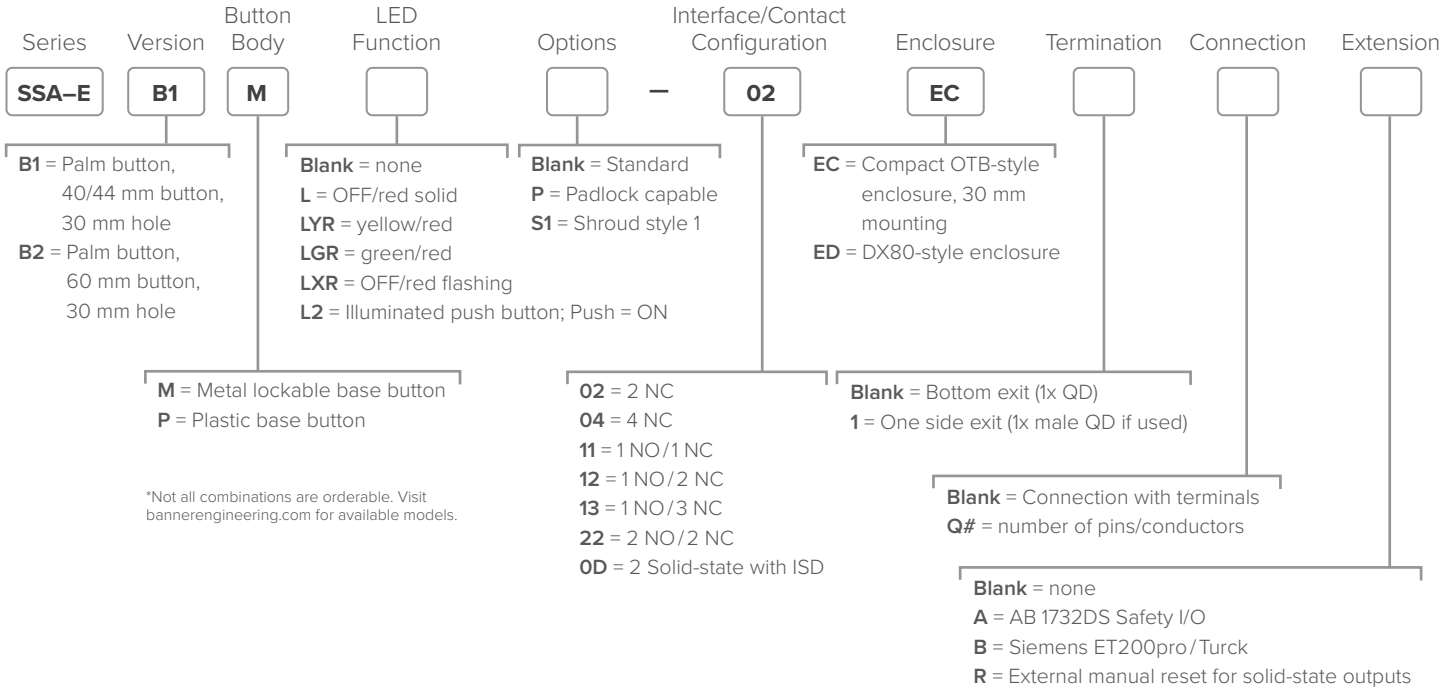 Series
Version
Button
Body
LED
Function
Options
Interface/Contact
Configuration
Enclosure
Termination
Connection
Extension
SSA–E
B1
M
–
02
EC
B1 = Palm button,
40/44 mm button,
30 mm hole
B2 = Palm button,
60 mm button,
30 mm hole
Blank = none
L = OFF/red solid
LYR = yellow/red
LGR = green/red
LXR = OFF/red flashing
L2 = Illuminated push button; Push = ON
Blank = Standard
P = Padlock capable
S1 = Shroud style 1
EC = Compact OTB-style
enclosure, 30 mm
mounting
ED = DX80-style enclosure
M = Metal lockable base button
P = Plastic base button
*Not all combinations are orderable. Visit
bannerengineering.com for available models.
02 = 2 NC
04 = 4 NC
11 = 1 NO/1 NC
12 = 1 NO/2 NC
13 = 1 NO/3 NC
22 = 2 NO/2 NC
0D = 2 Solid-state with ISD
Blank = Bottom exit (1x QD)
1 = One side exit (1x male QD if used)
Blank = Connection with terminals
Q# = number of pins/conductors
Blank = none
A = AB 1732DS Safety I/O
B = Siemens ET200pro/Turck
R = External manual reset for solid-state outputs